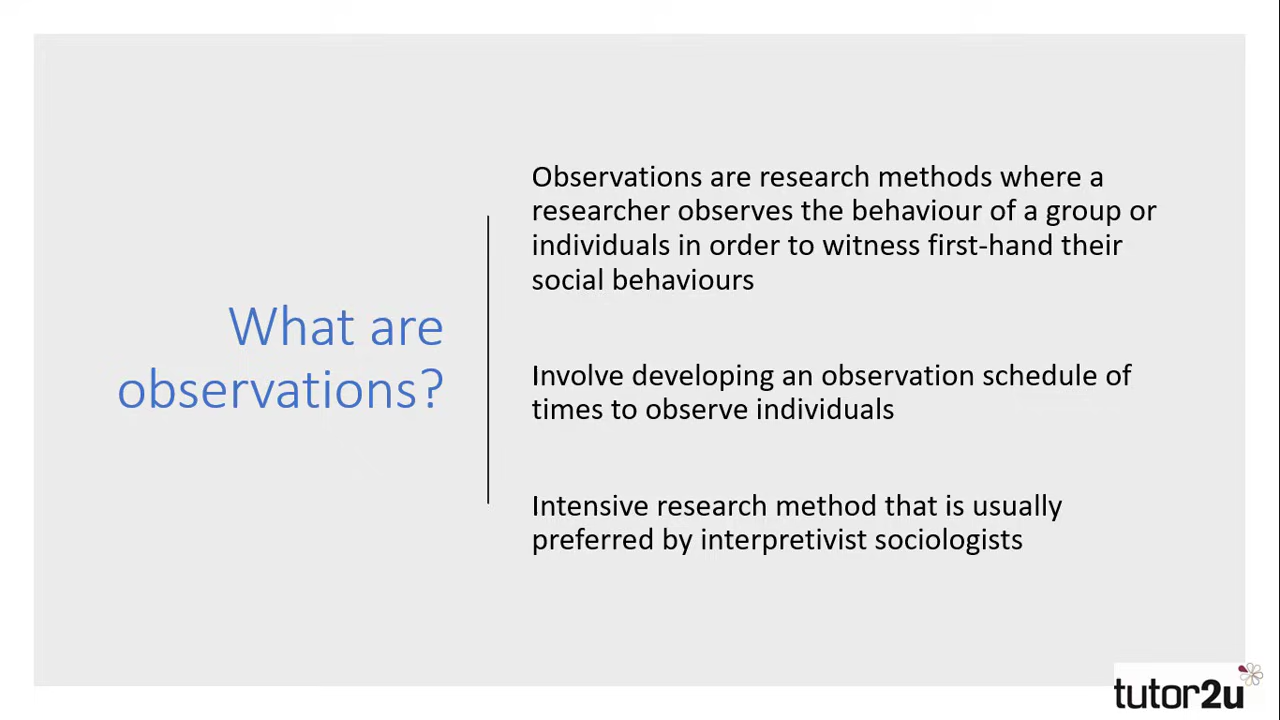 What are
observations?
Observations are research methods where a
researcher observes the behaviour of a group or
individuals in order to witness first-hand their
social behaviours
Involve developing an observation schedule of
times to observe individuals
Intensive research method that is usually
preferred by interpretivist sociologists
tutor2u